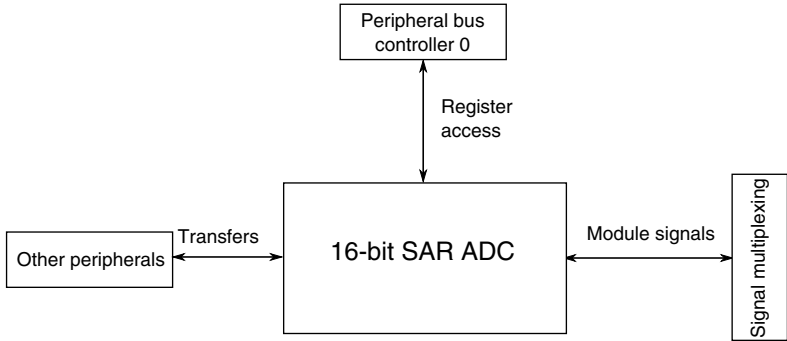 Peripheral bus
controller 0
Register
access
Signal multiplexing
Transfers
Module signals
Other peripherals
16-bit SAR ADC